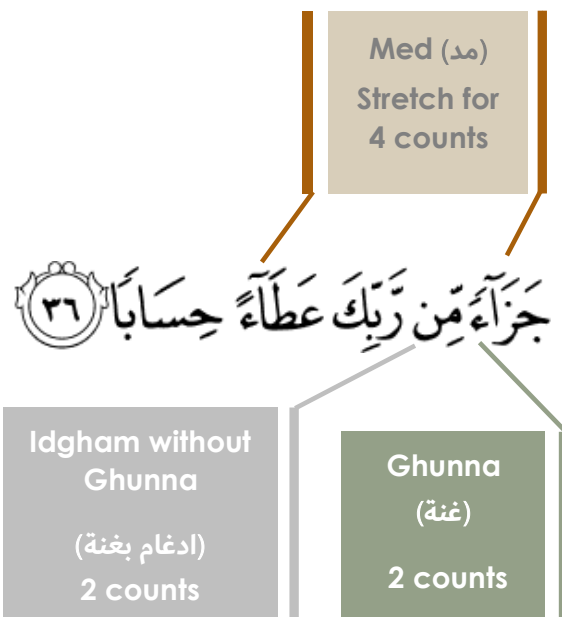 Med (مد)
Stretch for
4 counts
جَزَآءً مِّن رَّبِّكَ عَطَآءً حِسَابًا ٣٦
Idgham without
Ghunna
(ادغام بغنة)
2 counts
Ghunna
(غنة)
2 counts